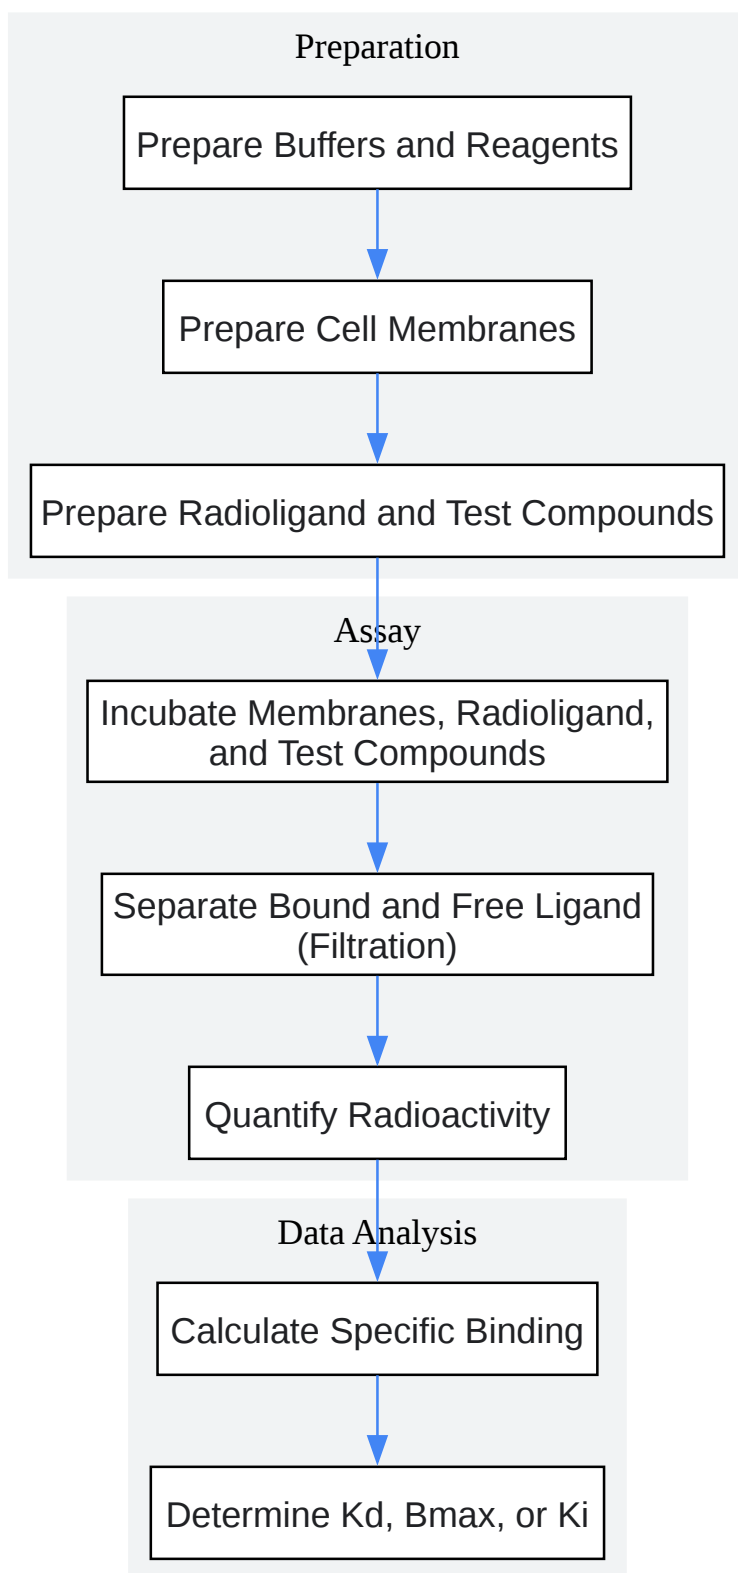 Preparation
Prepare Buffers and Reagents
Prepare Cell Membranes
Prepare Radioligand and Test Compounds
Assay
Incubate Membranes, Radioligand,
and Test Compounds
Separate Bound and Free Ligand
(Filtration)
Quantify Radioactivity
Data Analysis
Calculate Specific Binding
Determine Kd, Bmax, or Ki